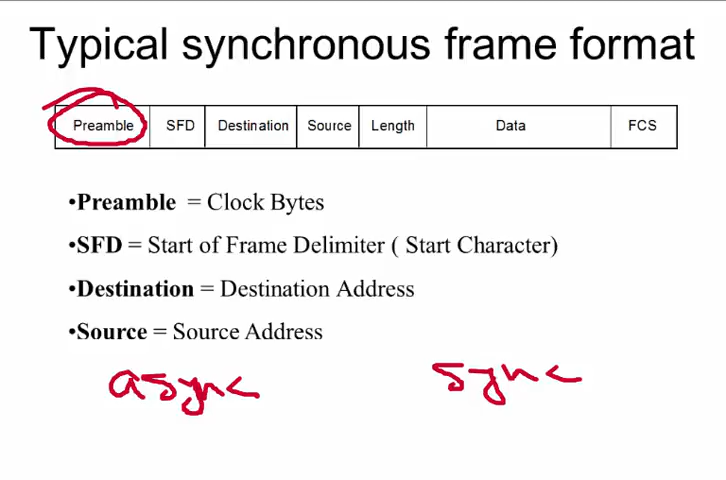 Typical synchronous frame format
Preamble SFD Destination Source Length Data FCS
•Preamble = Clock Bytes
•SFD = Start of Frame Delimiter ( Start Character)
•Destination = Destination Address
•Source = Source Address
async sync